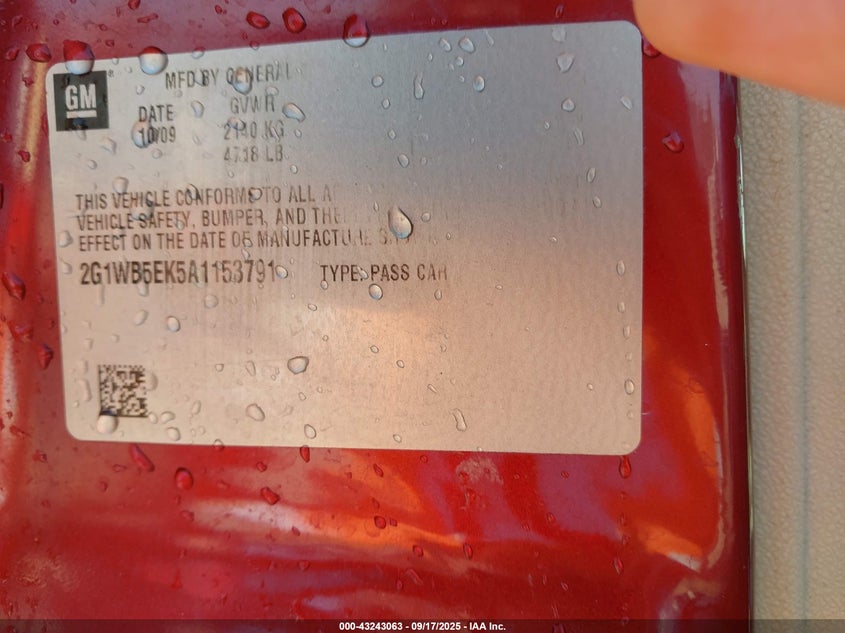 GM ®
MFD BY GENERAL
DATE GVWR
10/09 2140 KG
4718 LB
THIS VEHICLE CONFORMS TO ALL
VEHICLE SAFETY, BUMPER, AND
EFFECT ON THE DATE OF MANUFACTURE
2G1WB5EK5A1153791 TYPE: PASS CAR
000-43243063 - 09/17/2025 - IAA Inc.